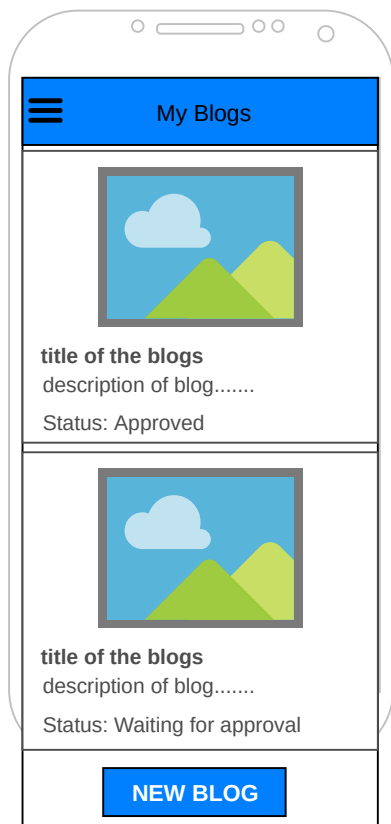 My Blogs
title of the blogs
description of blog.......
Status: Approved
title of the blogs
description of blog.......
Status: Waiting for approval
NEW BLOG